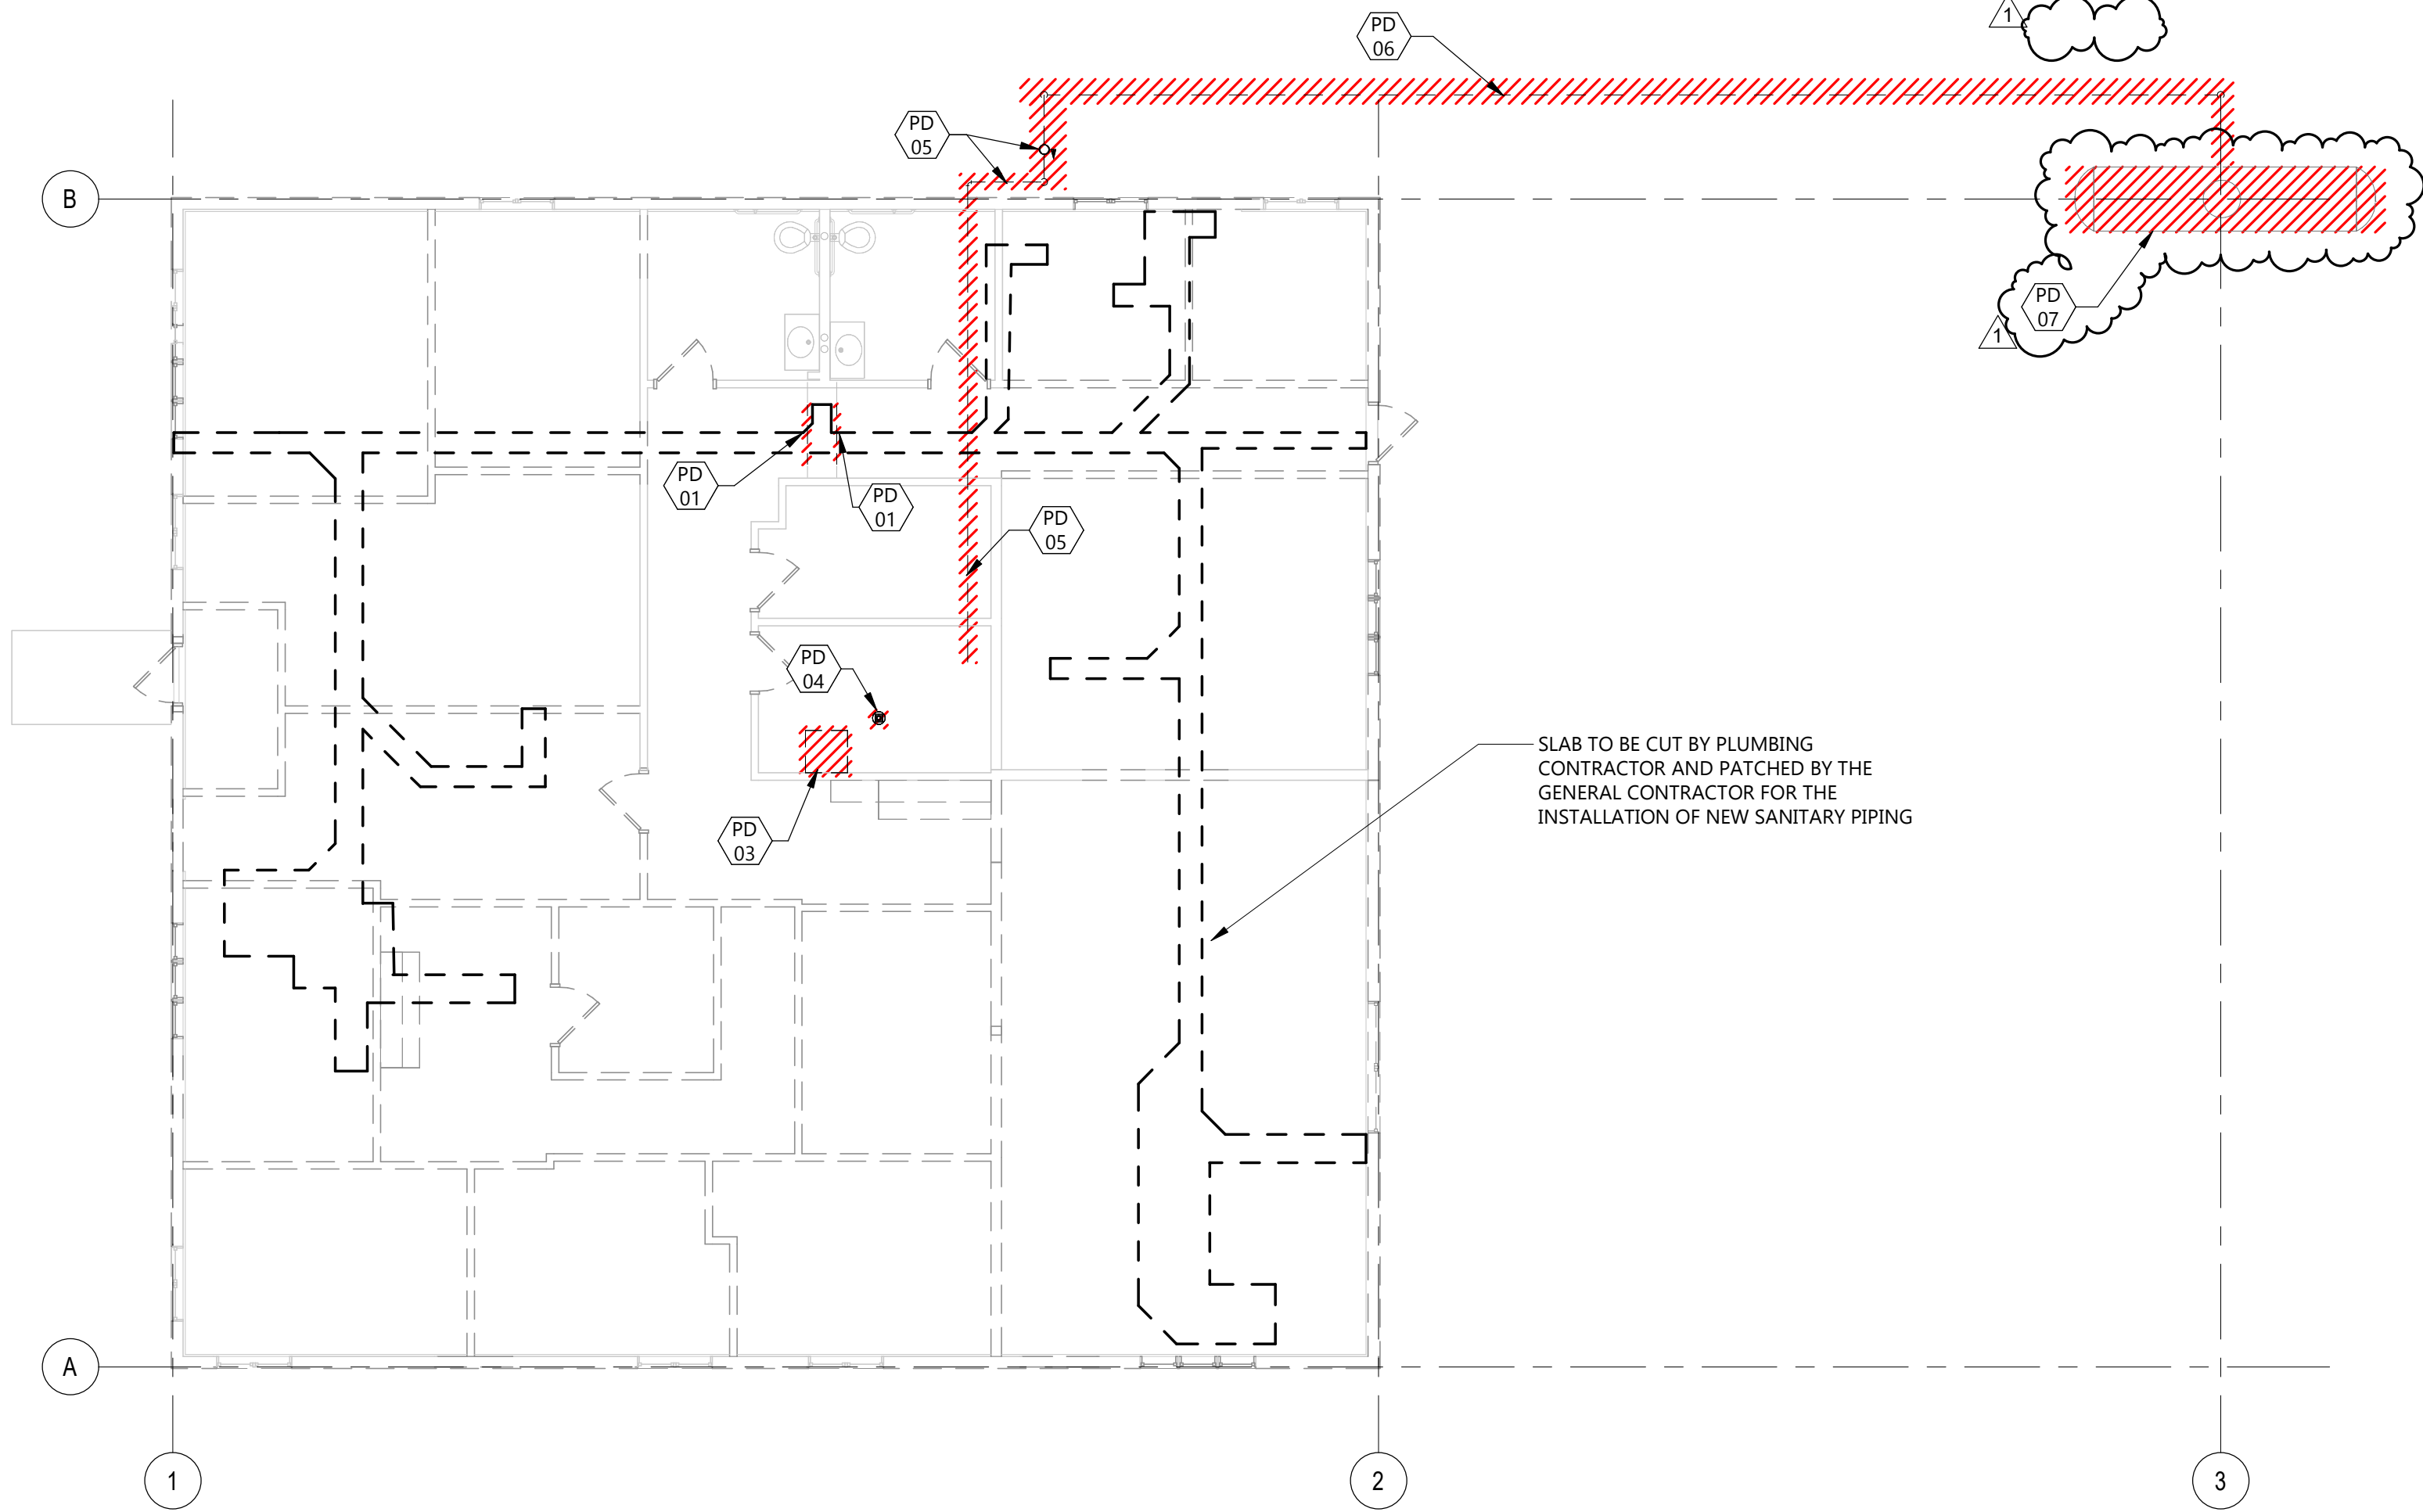 1
PD
06
PD
05
B
PD
07
1
PD
01
PD
01
PD
05
PD
04
SLAB TO BE CUT BY PLUMBING
CONTRACTOR AND PATCHED BY THE
GENERAL CONTRACTOR FOR THE
INSTALLATION OF NEW SANITARY PIPING
PD
03
A
1
2
3